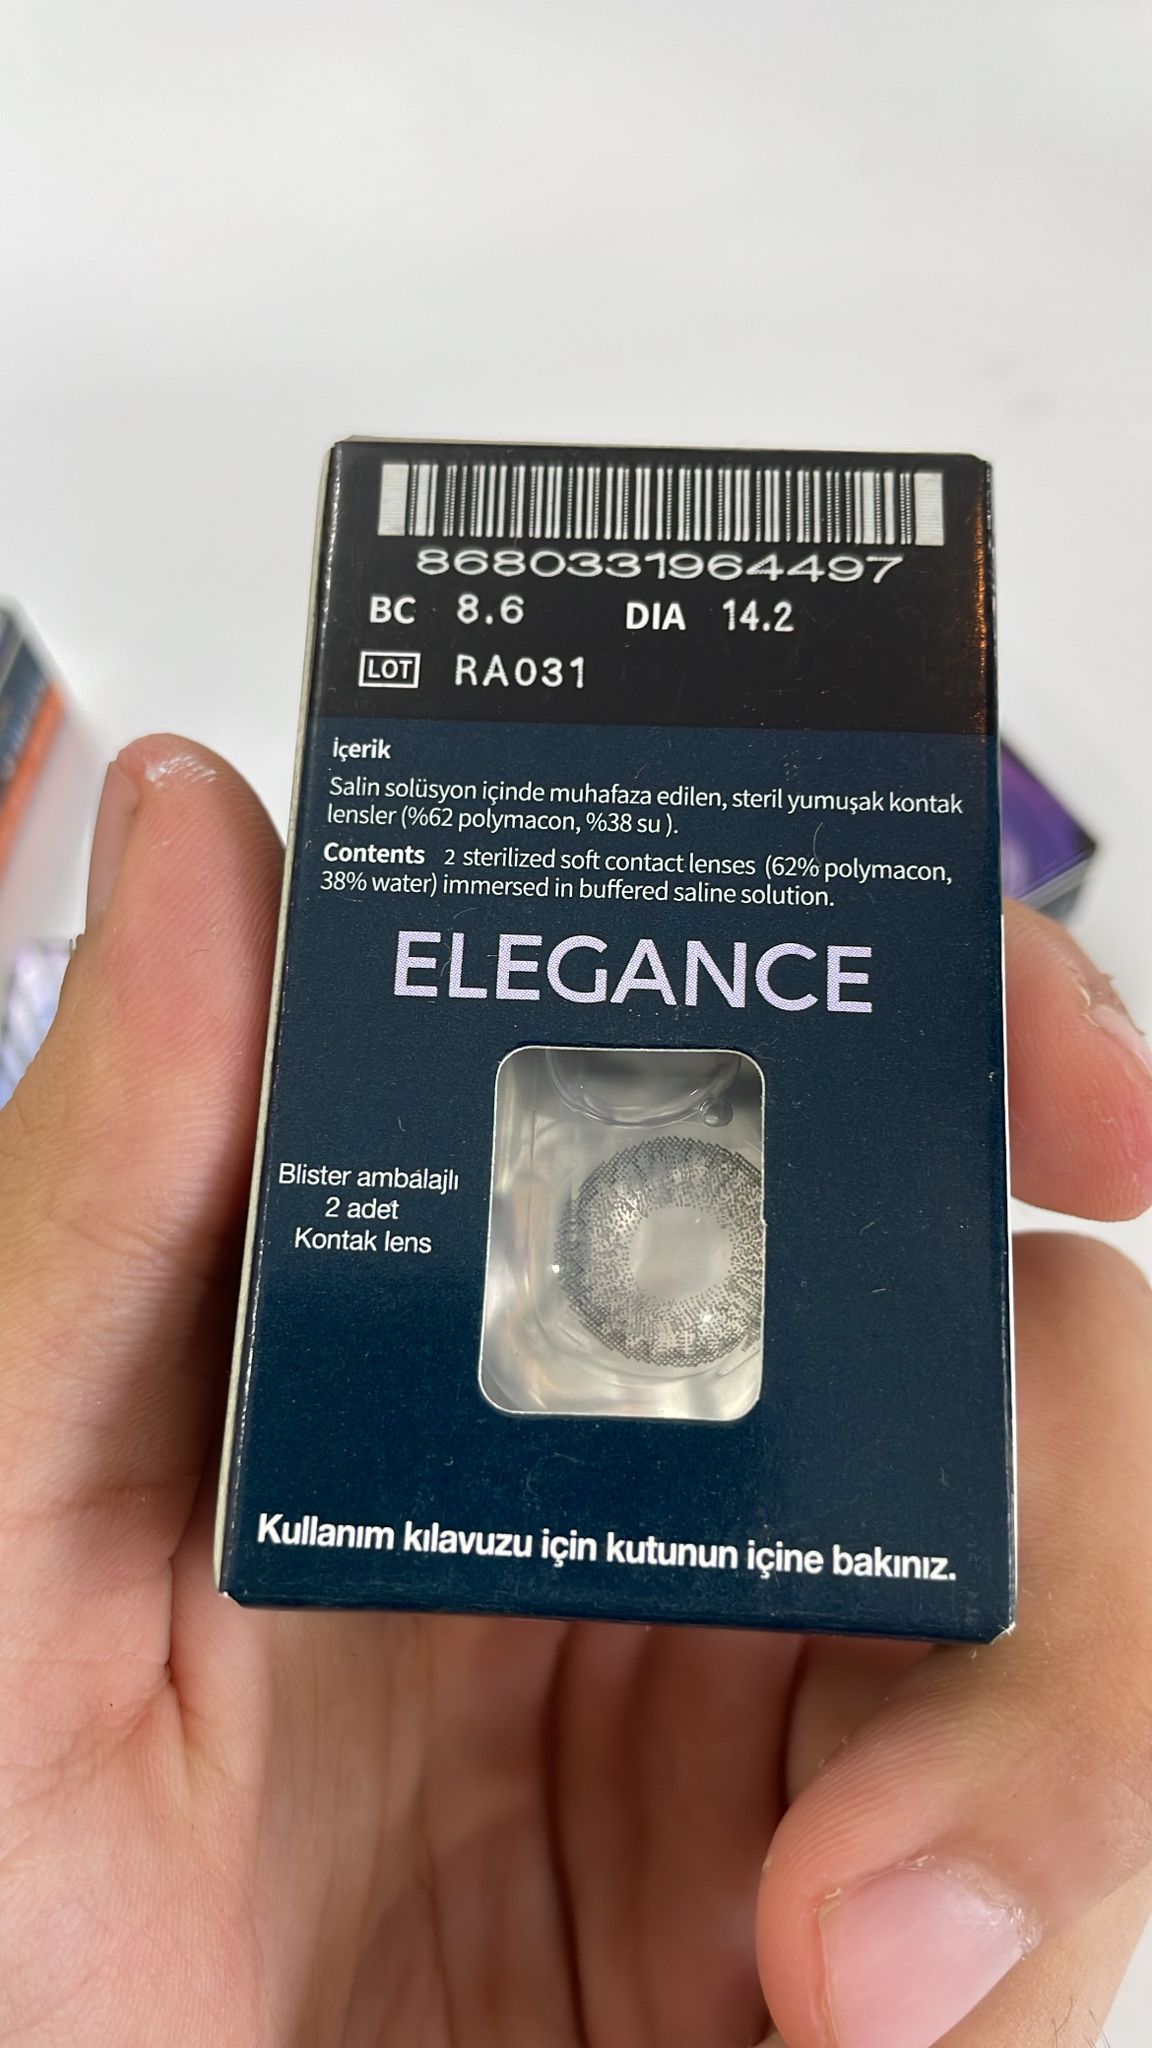 8680331964497
BC 8.6 DIA 14.2
LOT RA031
İçerik
Salin solüsyon içinde muhafaza edilen, steril yumuşak kontak
lensler (%62 polymacon, %38 su ).
Contents 2 sterilized soft contact lenses (62% polymacon,
38% water) immersed in buffered saline solution.
ELEGANCE
Blister ambalajlı
2 adet
Kontak lens
Kullanım kılavuzu için kutunun içine bakınız.